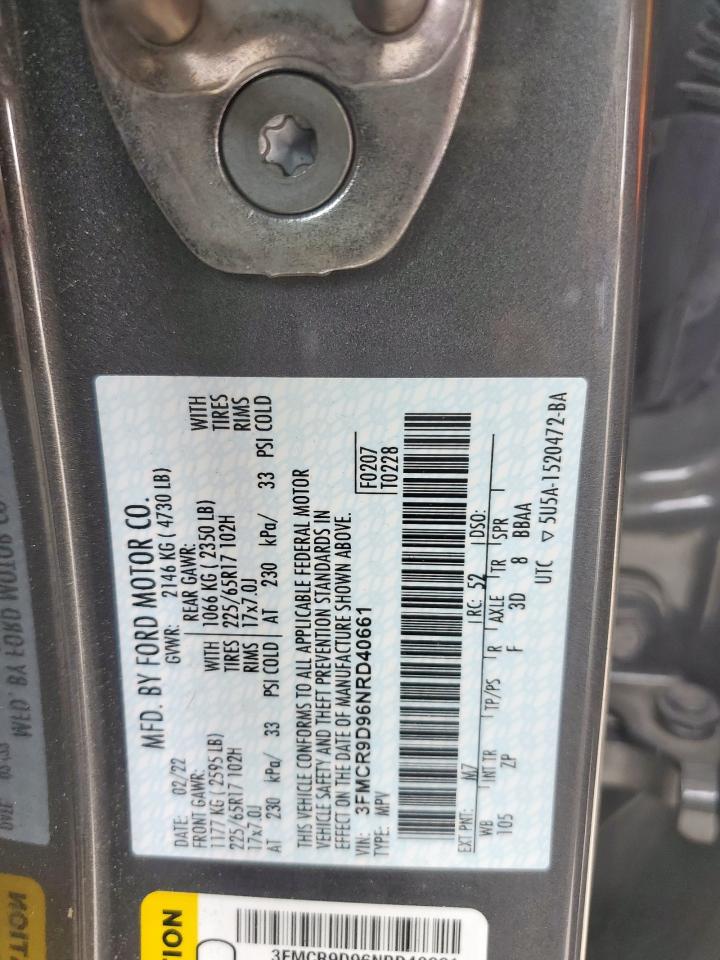 MFD. BY FORD MOTOR CO.
DATE: 02/22 GVWR: 2146 KG ( 4730 LB)
FRONT GAWR: REAR GAWR:
1177 KG ( 2595 LB) WITH 1066 KG ( 2350 LB) WITH
225/65R17 102H TIRES 225/65R17 102H TIRES
17x7.0J RIMS 17x7.0J RIMS
AT 230 kPa/ 33 PSI COLD AT 230 kPa/ 33 PSI COLD
THIS VEHICLE CONFORMS TO ALL APPLICABLE FEDERAL MOTOR
VEHICLE SAFETY AND THEFT PREVENTION STANDARDS IN
EFFECT ON THE DATE OF MANUFACTURE SHOWN ABOVE.
VIN: 3FMCR9D96NRD40661 F0207
TYPE: MPV T0228
EXT PNT: M7 RC: 52 DSO:
WB INT TR TP/PS R AXLE TR SPR
105 ZP F 3D 8 BBAA
UTC ▽ 5U5A-1520472-BA
3FMCR9D96NRD40661